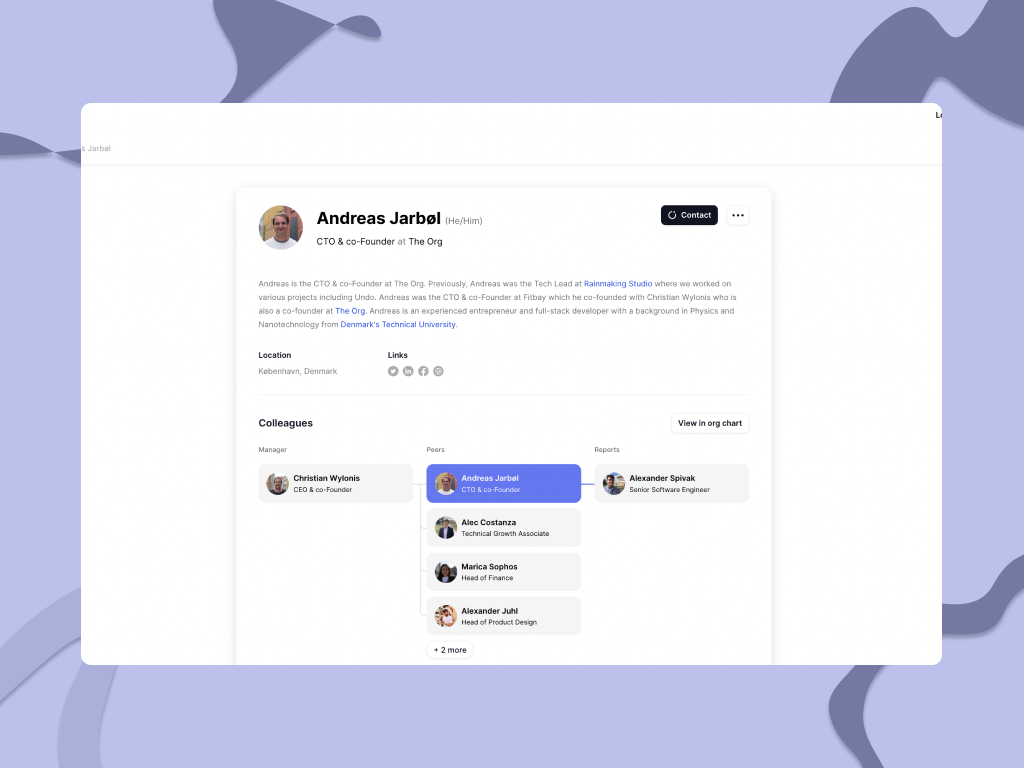 s Jarbøl
Andreas Jarbøl (He/Him)
Contact
CTO & co-Founder at The Org
Andreas is the CTO & co-Founder at The Org. Previously, Andreas was the Tech Lead at Rainmaking Studio where we worked on
various projects including Undo. Andreas was the CTO & co-Founder at Fitbay which he co-founded with Christian Wylonis who is
also a co-founder at The Org. Andreas is an experienced entrepreneur and full-stack developer with a background in Physics and
Nanotechnology from Denmark's Technical University.
Location
Links
København, Denmark
Colleagues
View in org chart
Manager
Peers
Reports
Christian Wylonis
CEO & co-Founder
Andreas Jarbøl
CTO & co-Founder
Alexander Spivak
Senior Software Engineer
Alec Costanza
Technical Growth Associate
Marica Sophos
Head of Finance
Alexander Juhl
Head of Product Design
+ 2 more